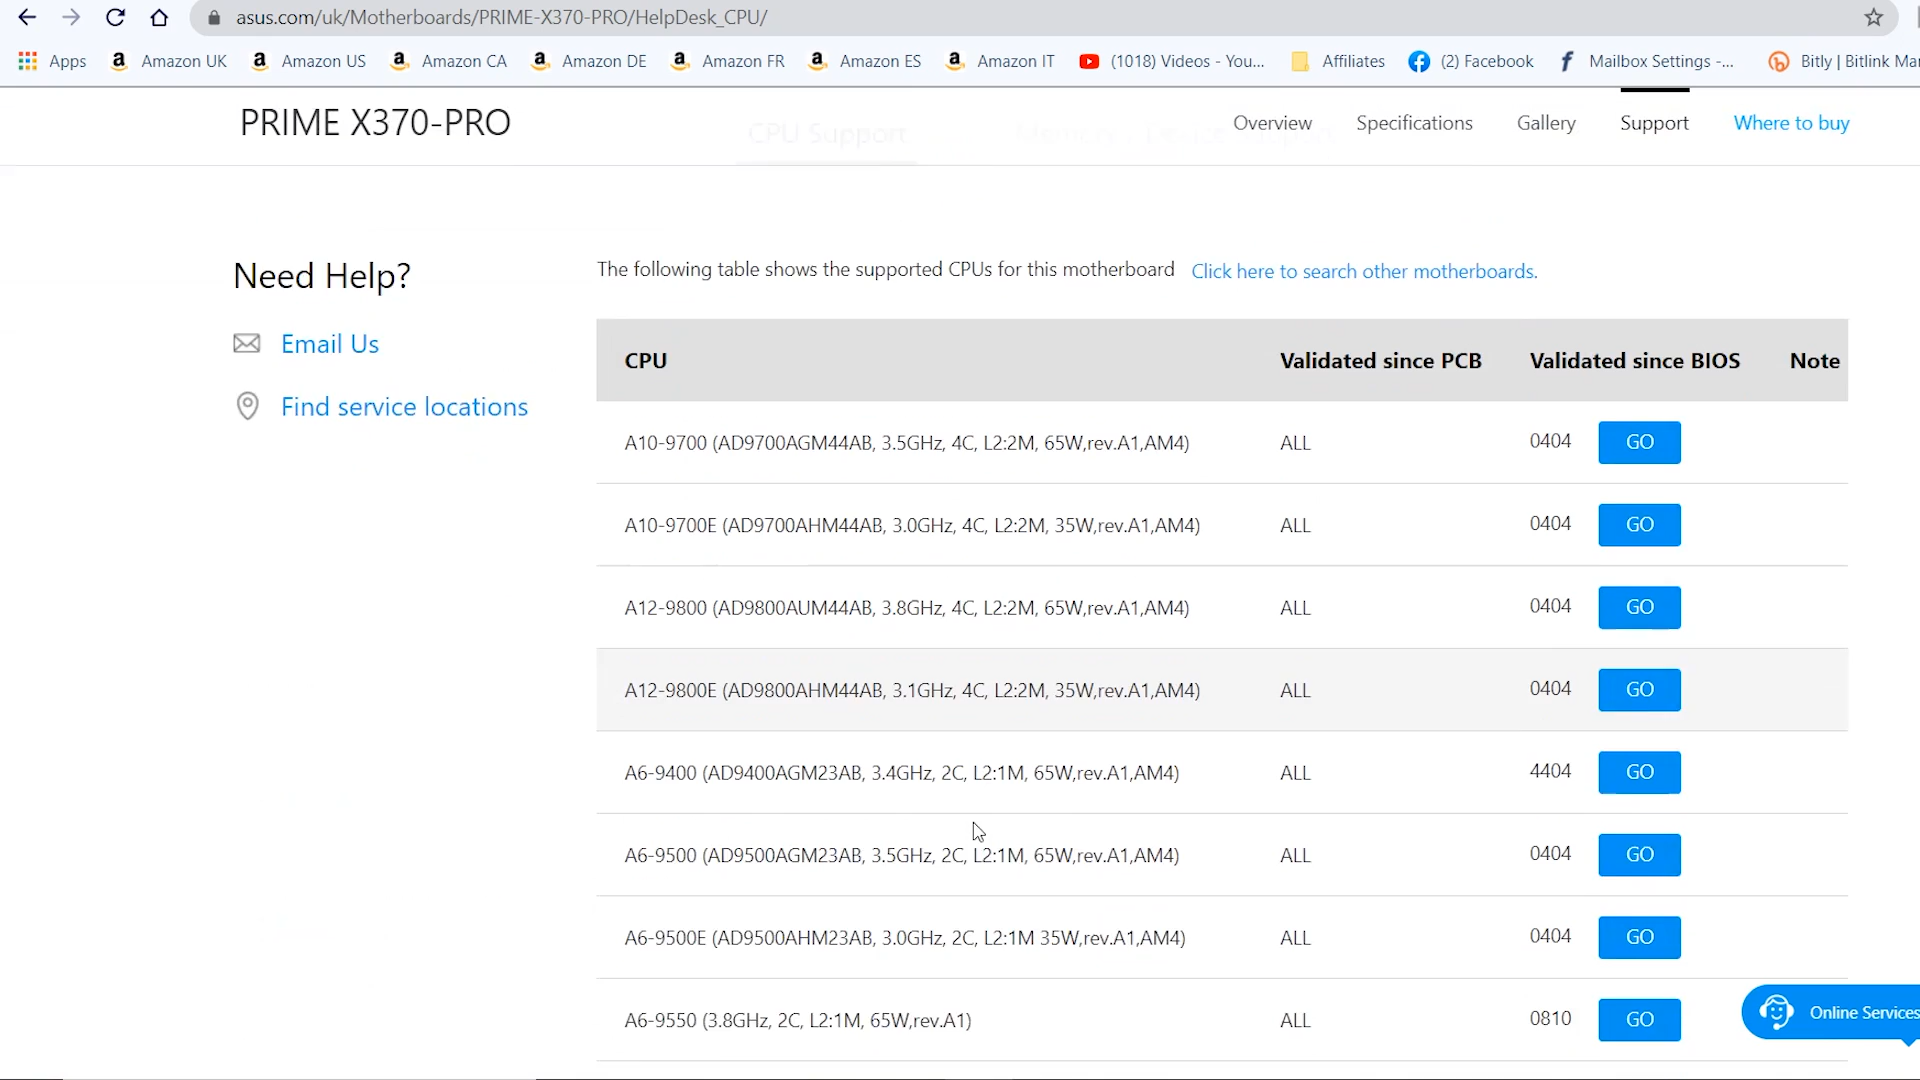 asus.com/uk/Motherboards/PRIME-X370-PRO/HelpDesk_CPU/
Apps Amazon UK Amazon US Amazon CA Amazon DE Amazon FR Amazon ES Amazon IT (1018) Videos - You... Affiliates (2) Facebook Mailbox Settings -... Bitly | Bitlink Mar
PRIME X370-PRO
CPU Support
Overview Specifications Gallery Support Where to buy
Need Help?
Email Us
Find service locations
The following table shows the supported CPUs for this motherboard Click here to search other motherboards.
CPU Validated since PCB Validated since BIOS Note
A10-9700 (AD9700AGM44AB, 3.5GHz, 4C, L2:2M, 65W,rev.A1,AM4) ALL 0404 GO
A10-9700E (AD9700AHM44AB, 3.0GHz, 4C, L2:2M, 35W,rev.A1,AM4) ALL 0404 GO
A12-9800 (AD9800AUM44AB, 3.8GHz, 4C, L2:2M, 65W,rev.A1,AM4) ALL 0404 GO
A12-9800E (AD9800AHM44AB, 3.1GHz, 4C, L2:2M, 35W,rev.A1,AM4) ALL 0404 GO
A6-9400 (AD9400AGM23AB, 3.4GHz, 2C, L2:1M, 65W,rev.A1,AM4) ALL 4404 GO
A6-9500 (AD9500AGM23AB, 3.5GHz, 2C, L2:1M, 65W,rev.A1,AM4) ALL 0404 GO
A6-9500E (AD9500AHM23AB, 3.0GHz, 2C, L2:1M 35W,rev.A1,AM4) ALL 0404 GO
A6-9550 (3.8GHz, 2C, L2:1M, 65W,rev.A1) ALL 0810 GO
Online Services